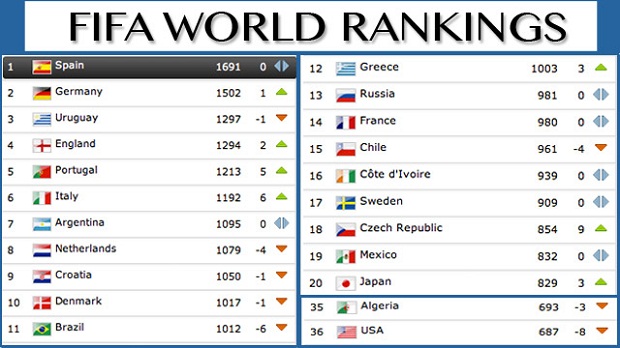 FIFA WORLD RANKINGS
1 Spain 1691 0
2 Germany 1502 1
3 Uruguay 1297 -1
4 England 1294 2
5 Portugal 1213 5
6 Italy 1192 6
7 Argentina 1095 0
8 Netherlands 1079 -4
9 Croatia 1050 -1
10 Denmark 1017 -1
11 Brazil 1012 -6
12 Greece 1003 3
13 Russia 981 0
14 France 980 0
15 Chile 961 -4
16 Côte d'Ivoire 939 0
17 Sweden 909 0
18 Czech Republic 854 9
19 Mexico 832 0
20 Japan 829 3
35 Algeria 693 -3
36 USA 687 -8